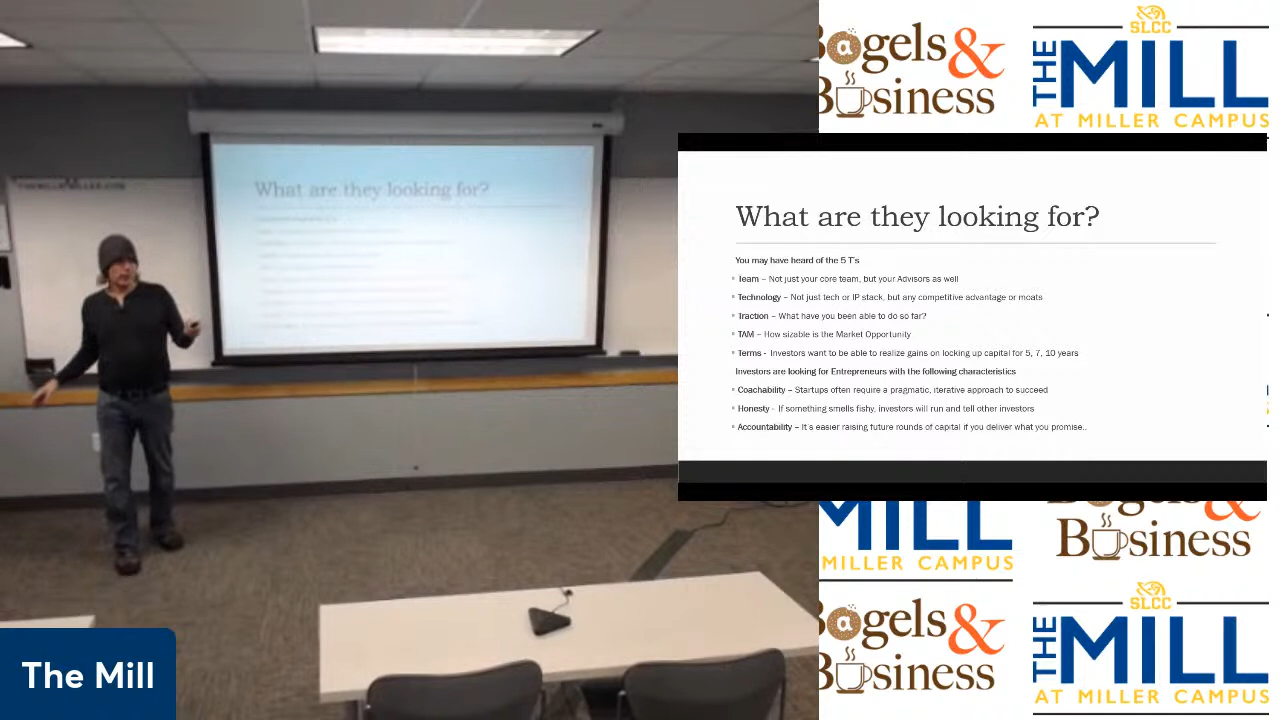 Bagels &
Business
SLCC
THE MILL
AT MILLER CAMPUS
What are they looking for?
What are they looking for?
You may have heard of the 5 T's
▪ Team – Not just your core team, but your Advisors as well
▪ Technology – Not just tech or IP stack, but any competitive advantage or moats
▪ Traction – What have you been able to do so far?
▪ TAM – How sizable is the Market Opportunity
▪ Terms - Investors want to be able to realize gains on locking up capital for 5, 7, 10 years
Investors are looking for Entrepreneurs with the following characteristics
▪ Coachability – Startups often require a pragmatic, iterative approach to succeed
▪ Honesty - If something smells fishy, investors will run and tell other investors
▪ Accountability – It's easier raising future rounds of capital if you deliver what you promise..
MILL
MILLER CAMPUS
Bagels &
Business
Bagels &
Business
SLCC
THE MILL
AT MILLER CAMPUS
The Mill